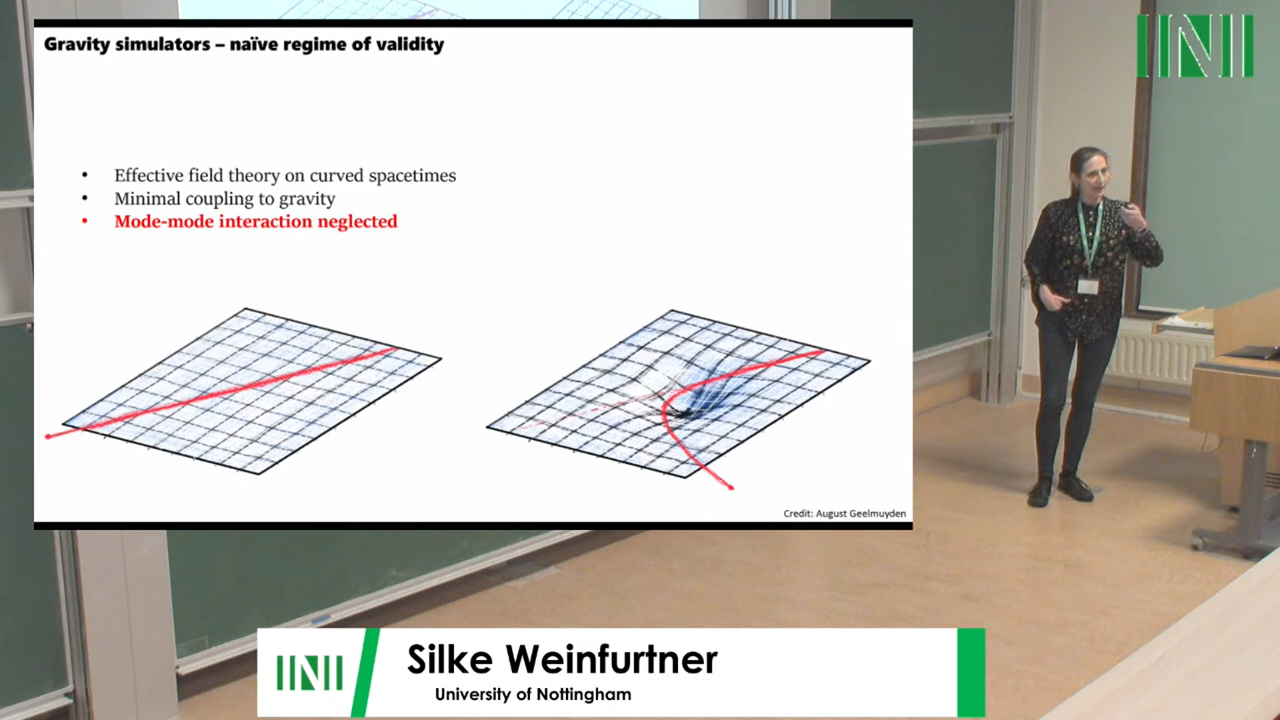 Gravity simulators – naïve regime of validity
• Effective field theory on curved spacetimes
• Minimal coupling to gravity
• Mode-mode interaction neglected
Credit: August Geelmuyden
INI
INI
Silke Weinfurtner
University of Nottingham